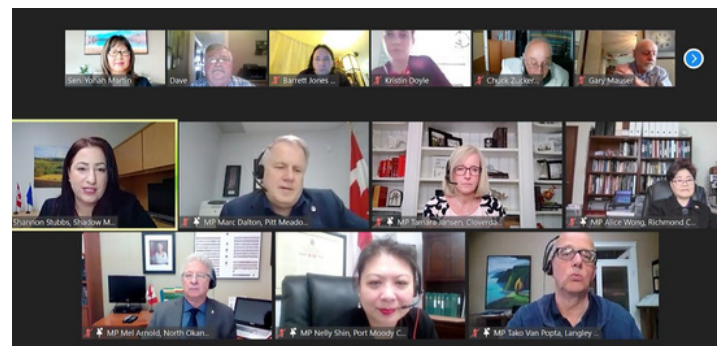 Sen. Yonah Martin
Dave
Barrett Jones ...
Kristin Doyle
Chuck Zucker...
Gary Mauser
Shannon Stubbs, Shadow M...
MP Marc Dalton, Pitt Meado...
MP Tamara Jansen, Cloverda...
MP Alice Wong, Richmond C...
MP Mel Arnold, North Okan...
MP Nelly Shin, Port Moody C...
MP Tako Van Popta, Langley ...